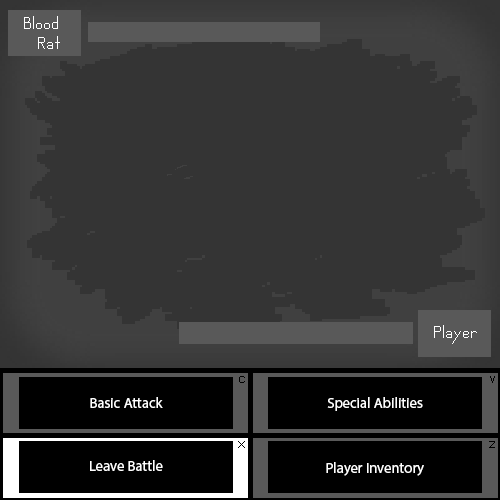 Blood
Rat
Player
C
Basic Attack
V
Special Abilities
X
Leave Battle
Z
Player Inventory